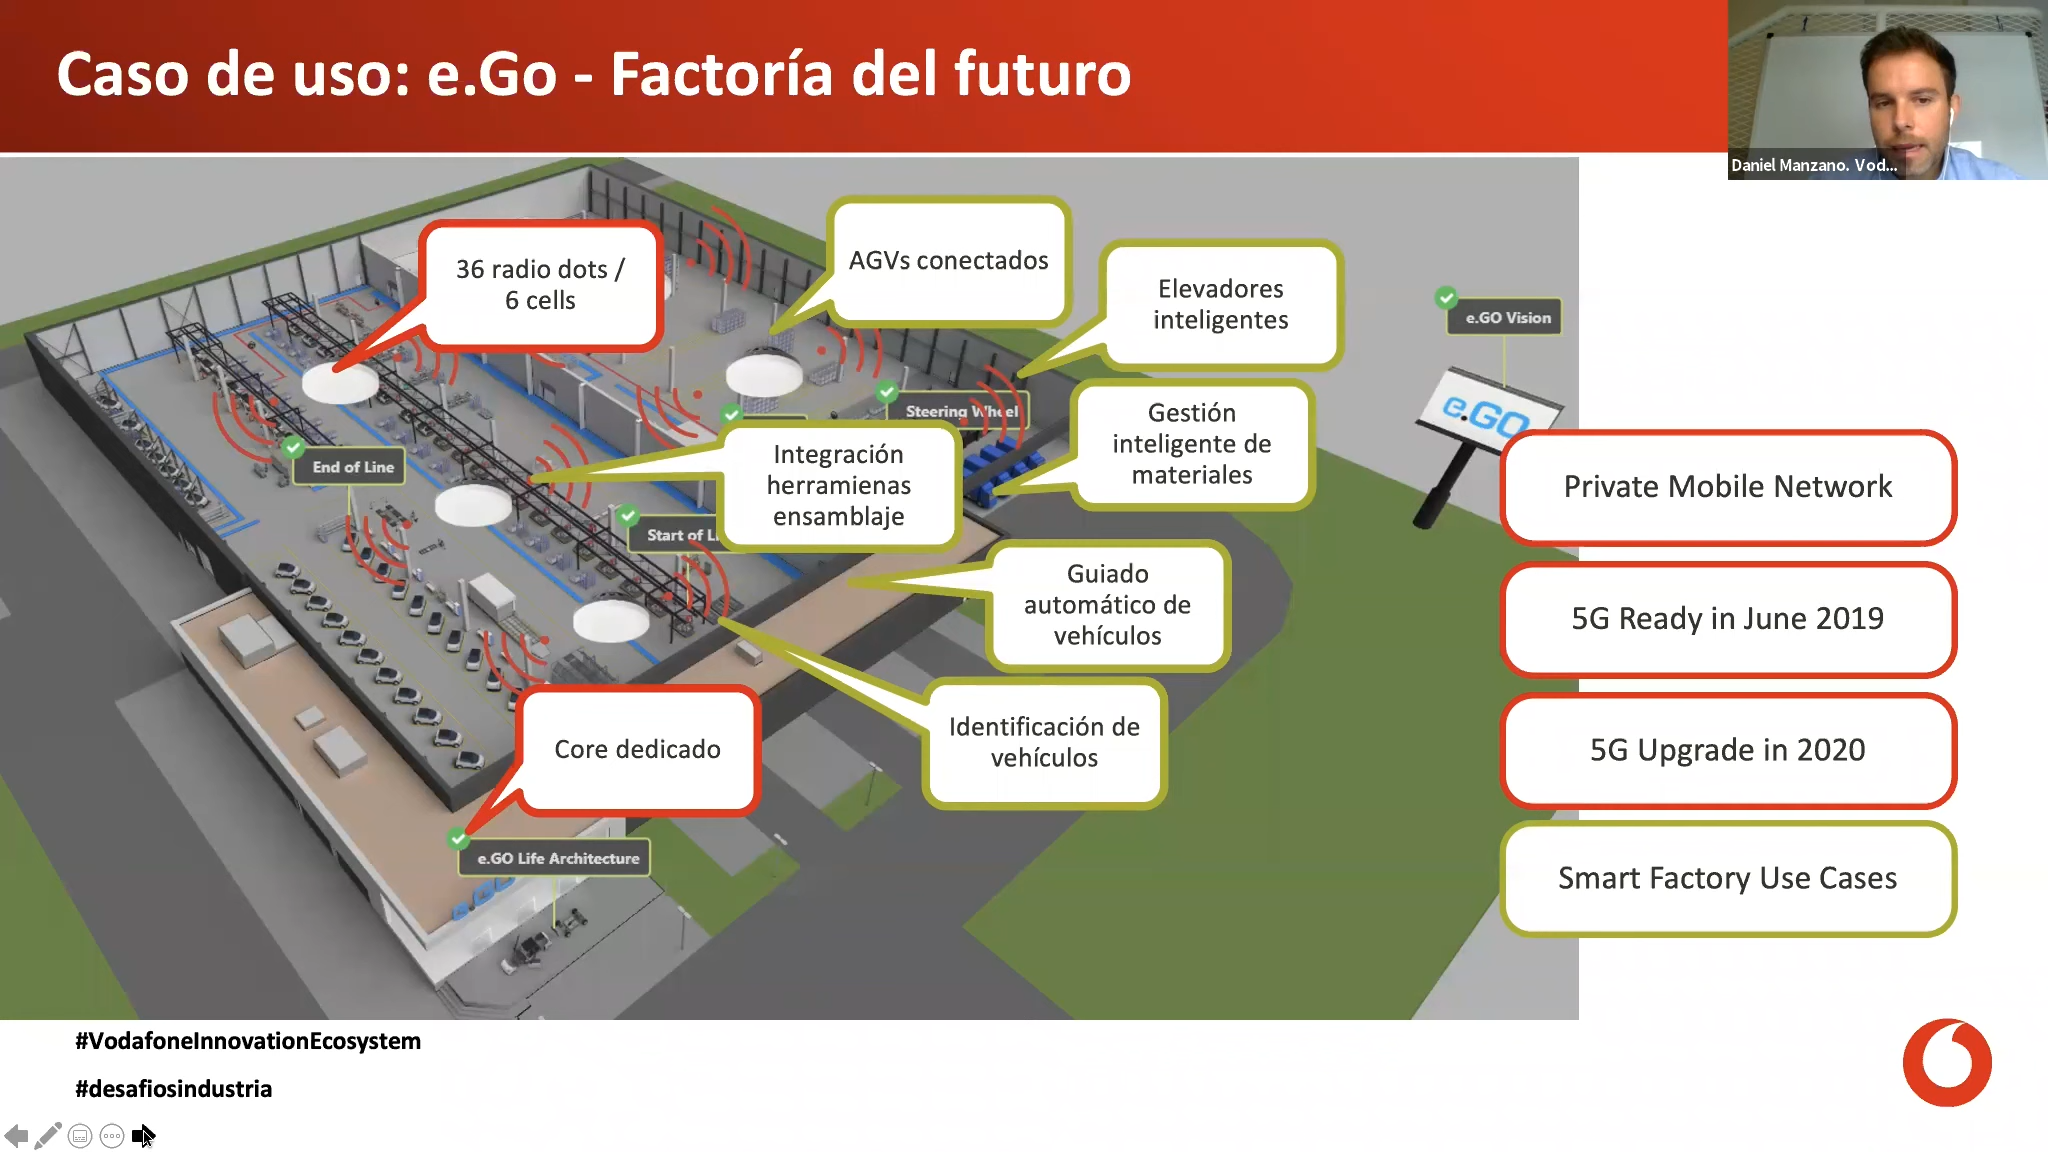 Caso de uso: e.Go - Factoría del futuro
Daniel Manzano. Vod...
36 radio dots /
6 cells
AGVs conectados
Elevadores
inteligentes
e.GO Vision
e.GO
Steering Wheel
Gestión
inteligente de
materiales
Integración
herramienas
ensamblaje
End of Line
Start of L
Guiado
automático de
vehículos
Identificación de
vehículos
Core dedicado
e.GO Life Architecture
e.GO
Private Mobile Network
5G Ready in June 2019
5G Upgrade in 2020
Smart Factory Use Cases
#VodafoneInnovationEcosystem
#desafiosindustria